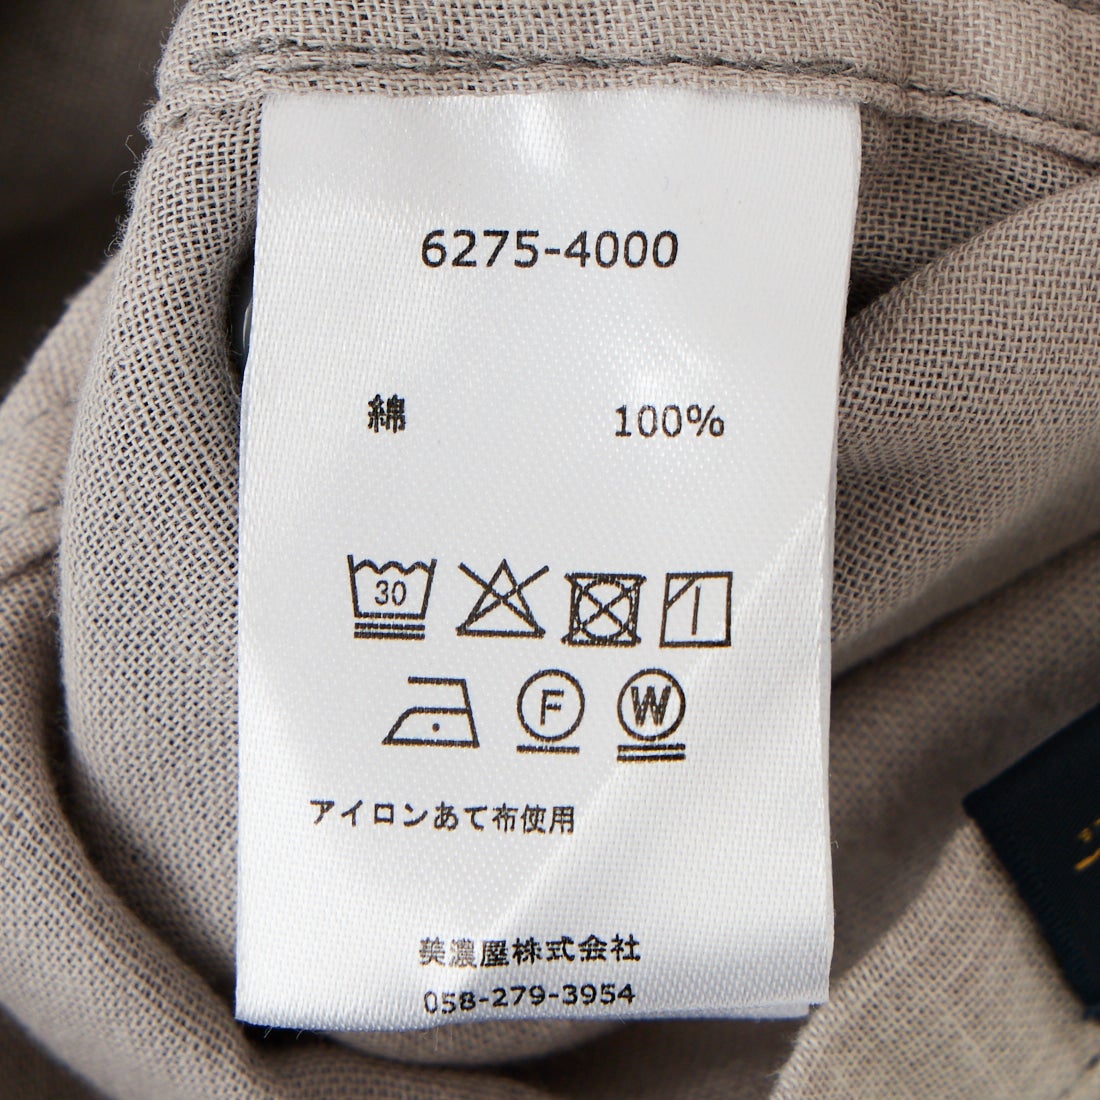 6275-4000
綿 100%
30
F W
アイロンあて布使用
美濃屋株式会社
058-279-3954